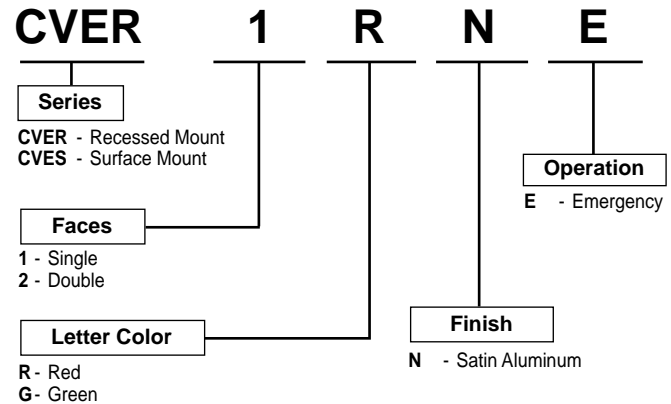 CVER 1 R N E
Series
CVER - Recessed Mount
CVES - Surface Mount
Operation
E - Emergency
Faces
1 - Single
2 - Double
Letter Color
R - Red
G - Green
Finish
N - Satin Aluminum